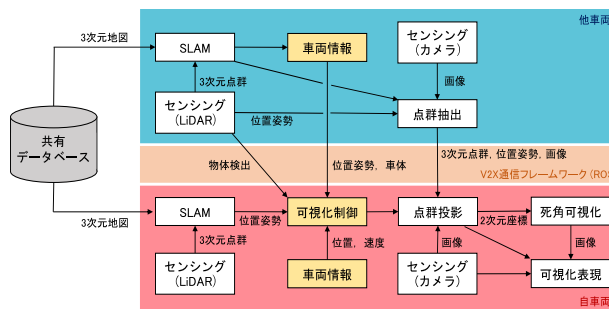 他車両
3次元地図
SLAM
車両情報
センシング
(カメラ)
3次元点群
画像
センシング
(LiDAR)
位置姿勢
点群抽出
共有
データベース
物体検出
位置姿勢, 車体
3次元点群, 位置姿勢, 画像
V2X通信フレームワーク(ROS
3次元地図
SLAM
位置姿勢
可視化制御
点群投影
2次元座標
死角可視化
3次元点群
位置, 速度
画像
画像
センシング
(LiDAR)
車両情報
センシング
(カメラ)
可視化表現
自車両